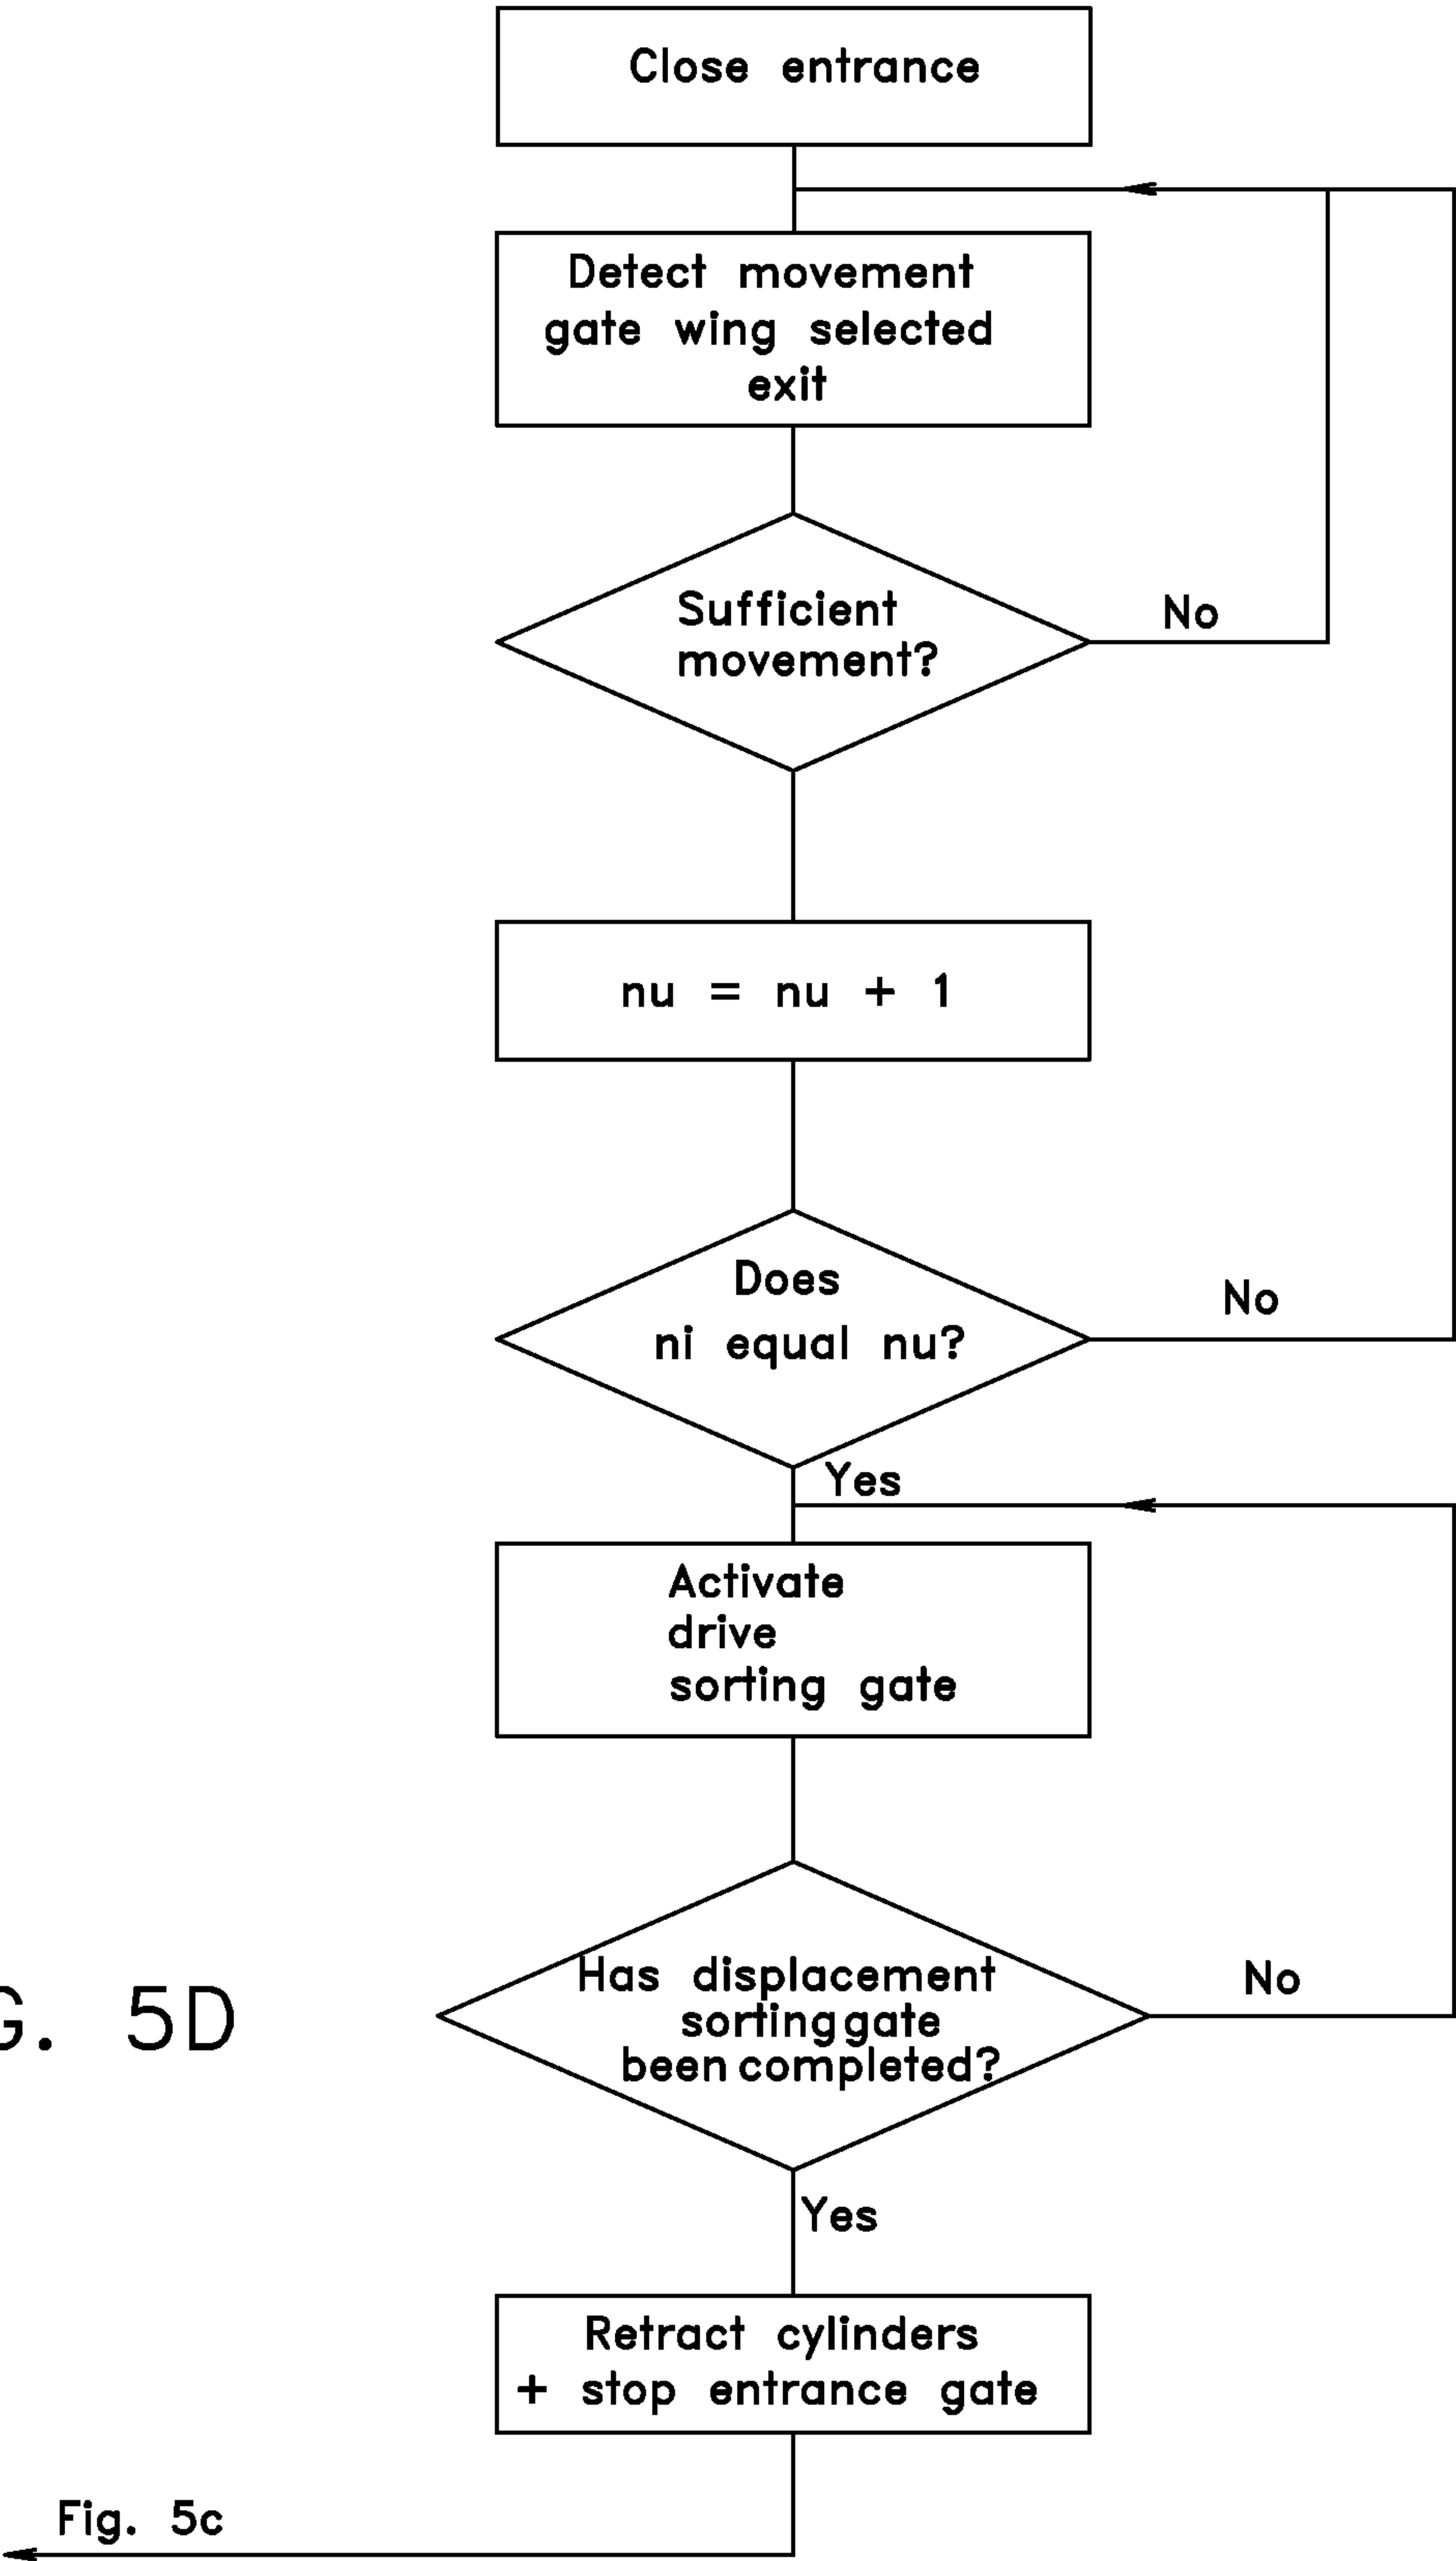 Close entrance
Detect movement
gate wing selected
exit
Sufficient
movement?
No
nu = nu + 1
Does
ni equal nu?
No
Yes
Activate
drive
sorting gate
Has displacement
sorting gate
been completed?
No
G. 5D
Yes
Retract cylinders
+ stop entrance gate
Fig. 5c